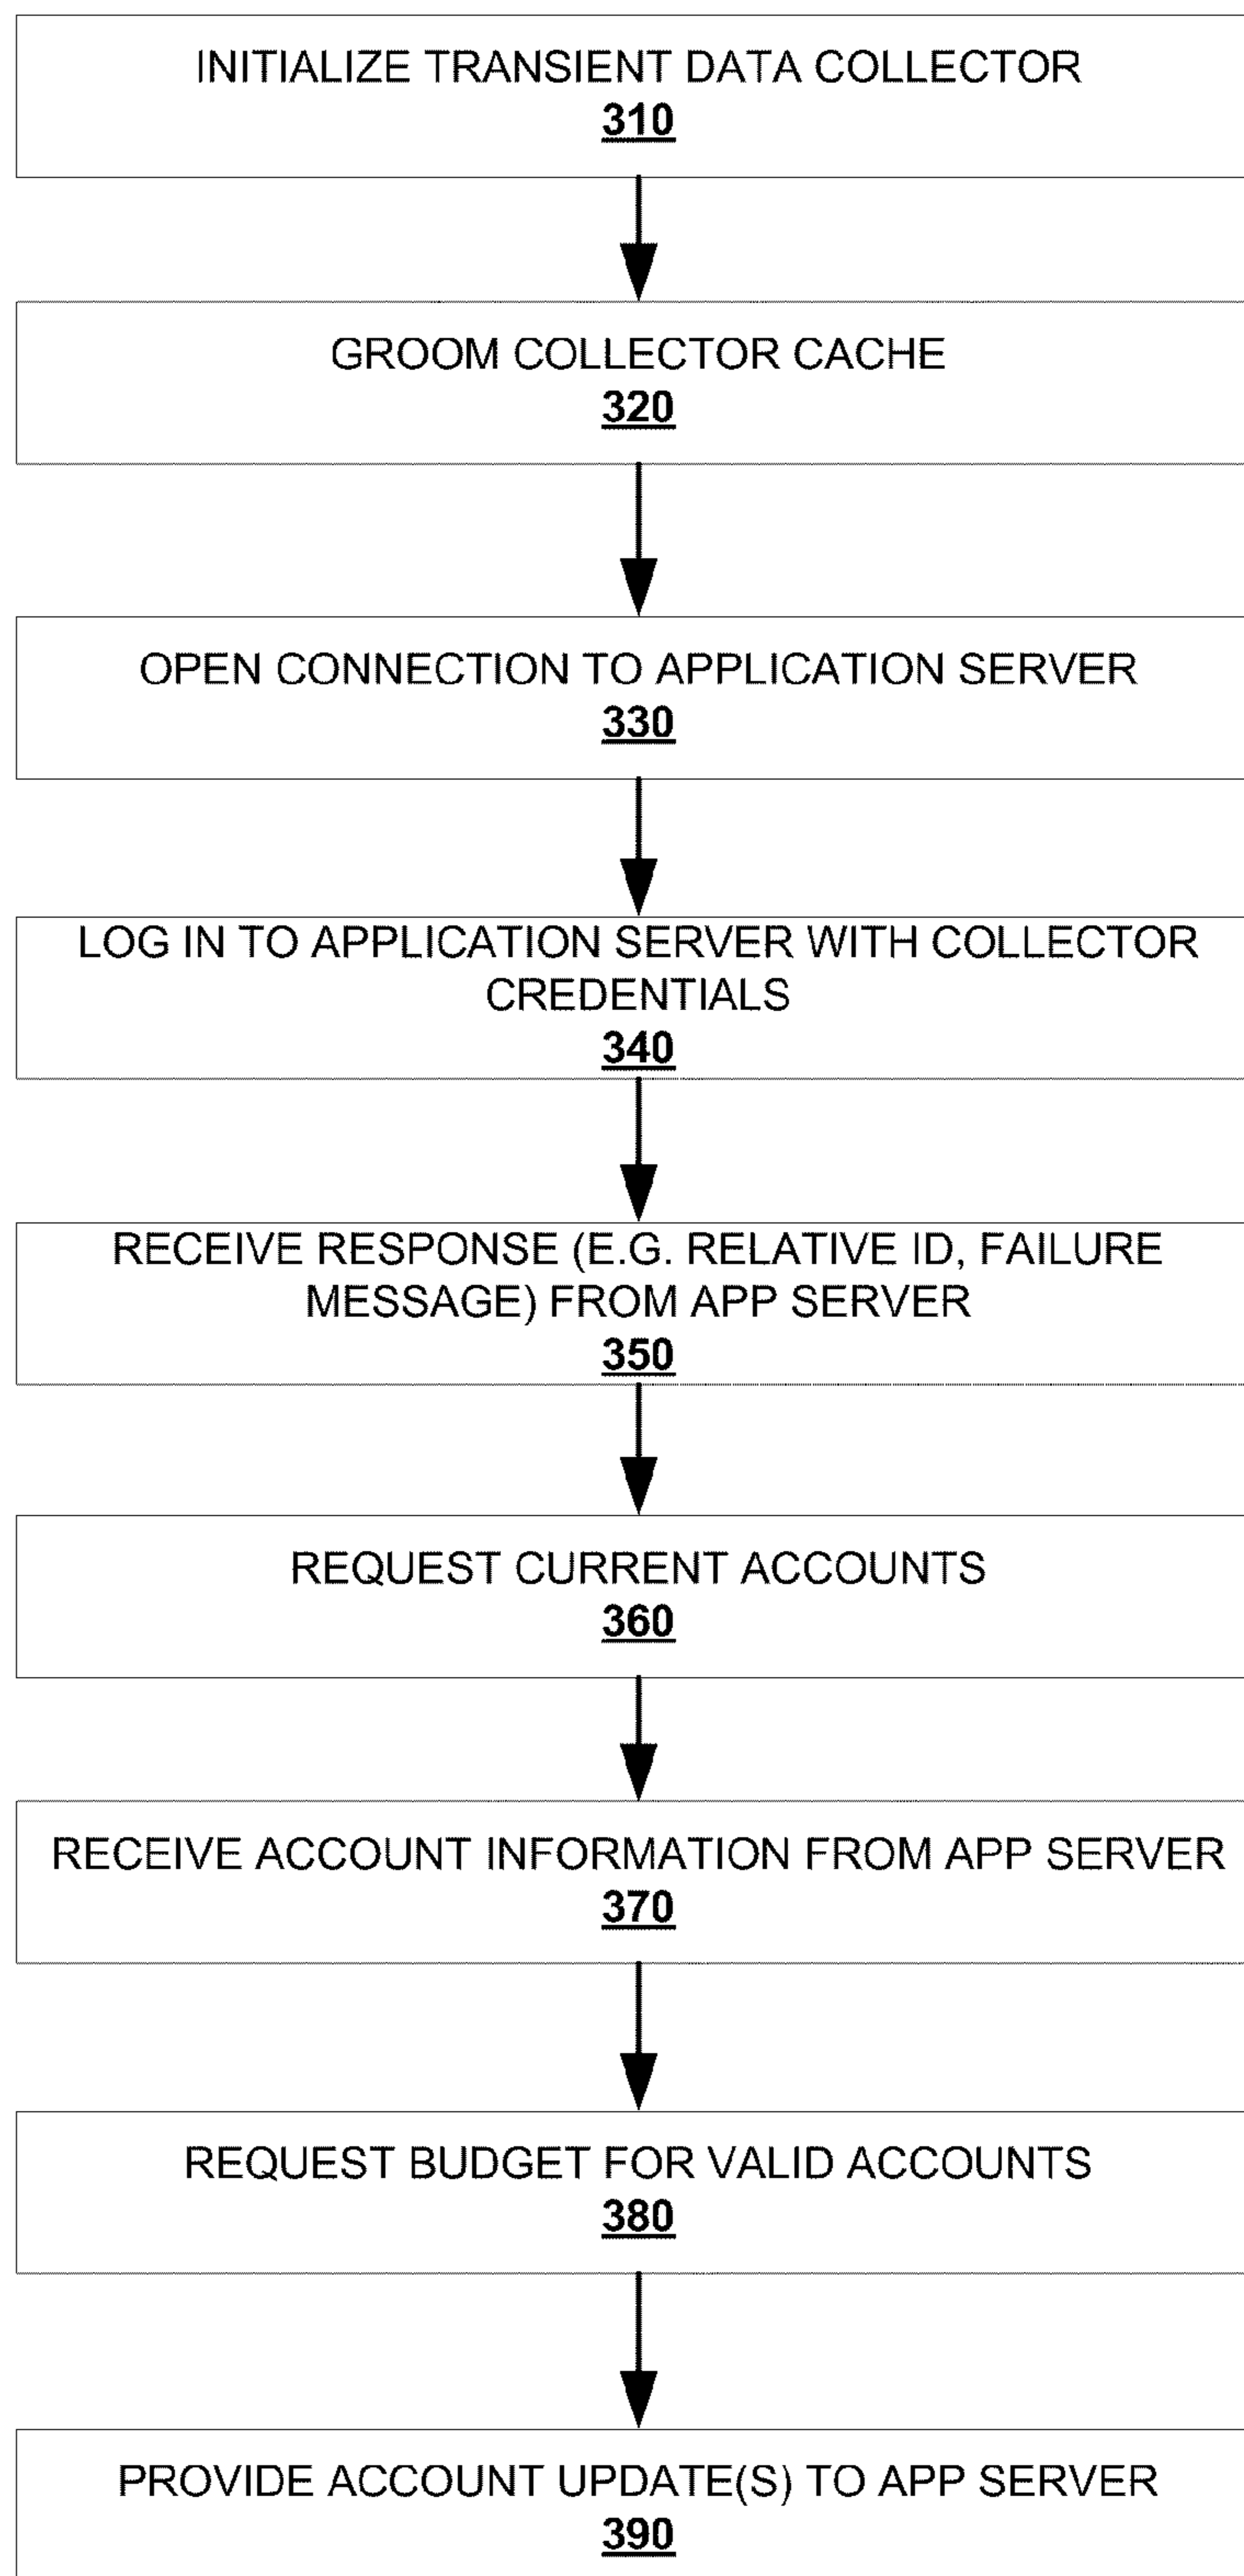 INITIALIZE TRANSIENT DATA COLLECTOR
310
GROOM COLLECTOR CACHE
320
OPEN CONNECTION TO APPLICATION SERVER
330
LOG IN TO APPLICATION SERVER WITH COLLECTOR
CREDENTIALS
340
RECEIVE RESPONSE (E.G. RELATIVE ID, FAILURE
MESSAGE) FROM APP SERVER
350
REQUEST CURRENT ACCOUNTS
360
RECEIVE ACCOUNT INFORMATION FROM APP SERVER
370
REQUEST BUDGET FOR VALID ACCOUNTS
380
PROVIDE ACCOUNT UPDATE(S) TO APP SERVER
390